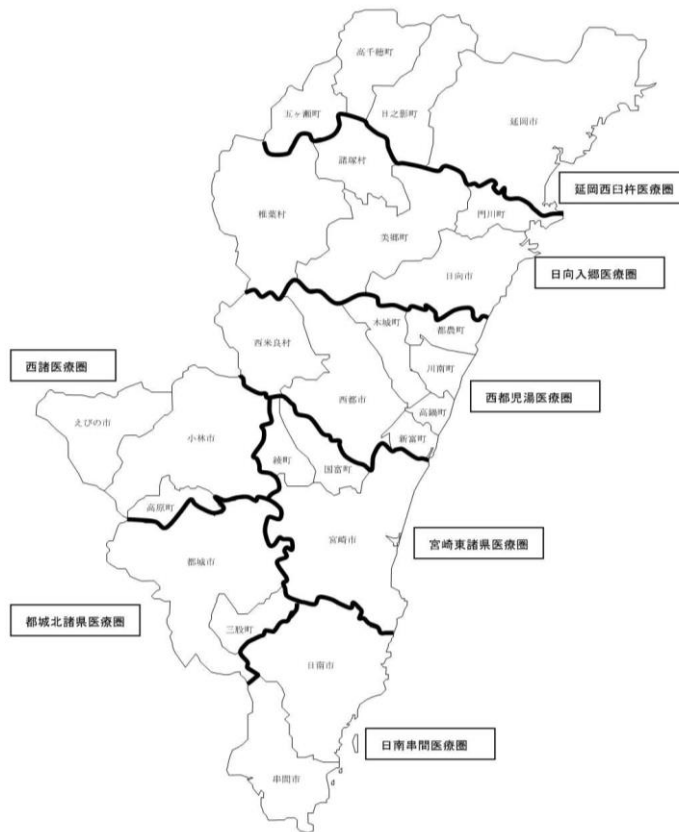 高千穂町
五ヶ瀬町
日之影町
延岡市
諸塚村
延岡西臼杵医療圏
椎葉村
門川町
美郷町
日向市
日向入郷医療圏
木城町
都農町
西米良村
川南町
西諸医療圏
西都市
西都児湯医療圏
高鍋町
えびの市
小林市
新富町
綾町
国富町
高原町
宮崎市
宮崎東諸県医療圏
都城市
都城北諸県医療圏
三股町
日南市
日南串間医療圏
串間市